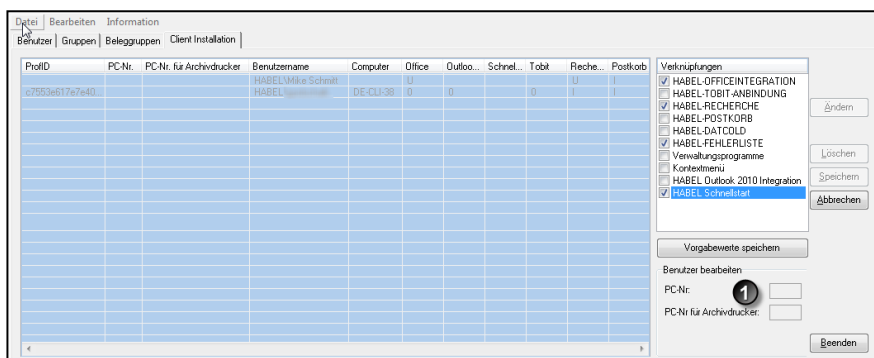 Datei Bearbeiten Information
Benutzer Gruppen Beleggruppen Client Installation
ProfID PC-Nr. PC-Nr. für Archivdrucker Benutzername Computer Office Outloo... Schnel... Tobit Reche... Postkorb
HABEL\Mike Schmitt U U I
c7553e617e7e40... HABEL\ DE-CLI-38 0 0 0 I I
Verknüpfungen
HABEL-OFFICEINTEGRATION
HABEL-TOBIT-ANBINDUNG
HABEL-RECHERCHE
HABEL-POSTKORB
HABEL-DATCOLD
HABEL-FEHLERLISTE
Verwaltungsprogramme
Kontextmenü
HABEL Outlook 2010 Integration
HABEL Schnellstart
Ändern
Löschen
Speichern
Abbrechen
Vorgabewerte speichern
Benutzer bearbeiten
PC-Nr:
1
PC-Nr für Archivdrucker:
Beenden